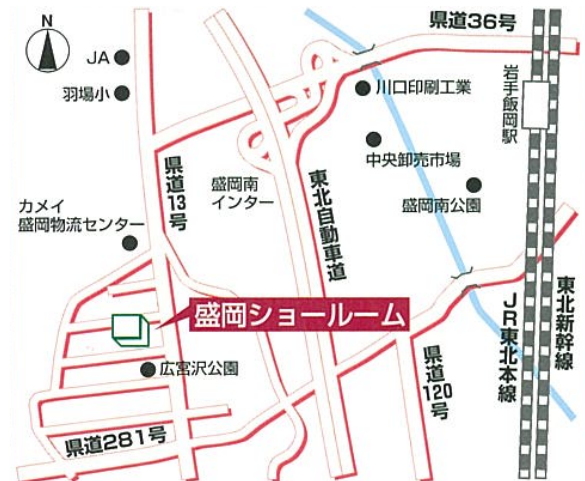 N
県道36号
JA
羽場小
川口印刷工業
岩手飯岡駅
中央卸売市場
県道13号
盛岡南
インター
東北自動車道
盛岡南公園
カメイ
盛岡物流センター
盛岡ショールーム
東北新幹線
JR東北本線
広宮沢公園
県道120号
県道281号